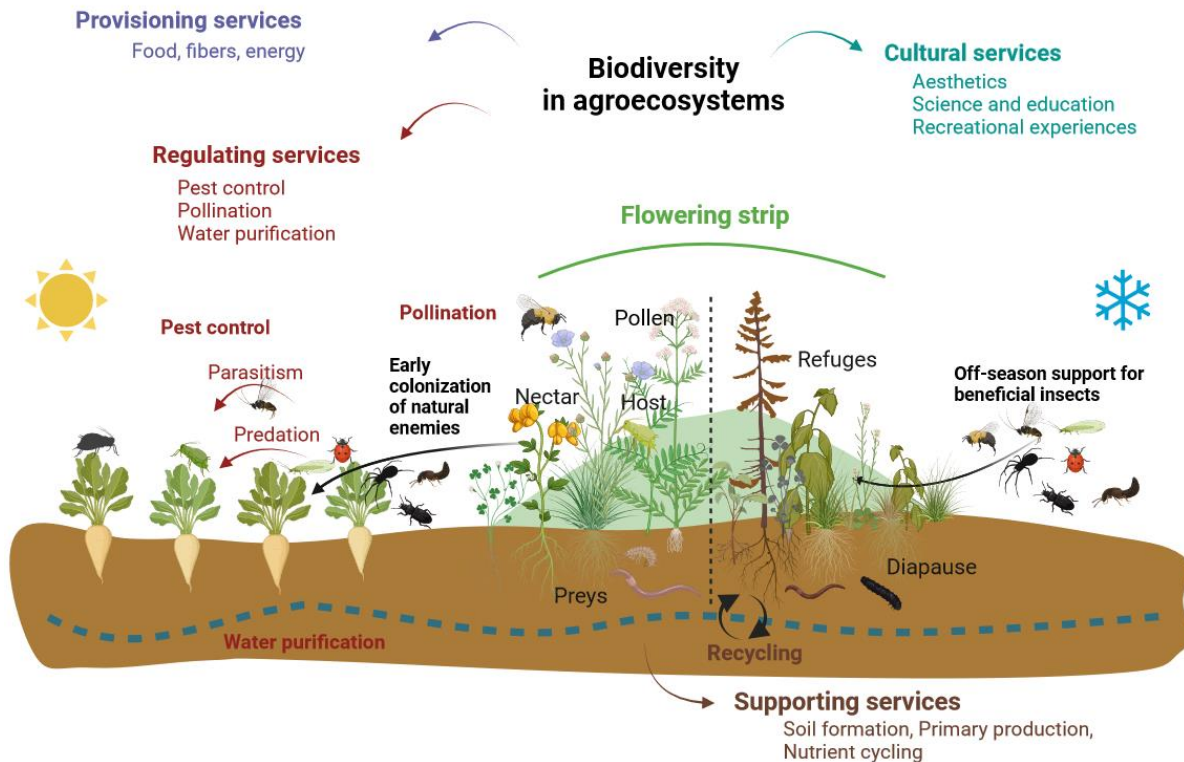 Provisioning services
Food, fibers, energy
Biodiversity
in agroecosystems
Cultural services
Aesthetics
Science and education
Recreational experiences
Regulating services
Pest control
Pollination
Water purification
Flowering strip
Pest control
Parasitism
Predation
Pollination
Early
colonization
of natural
enemies
Nectar
Pollen
Host
Refuges
Off-season support for
beneficial insects
Preys
Diapause
Water purification
Recycling
Supporting services
Soil formation, Primary production,
Nutrient cycling